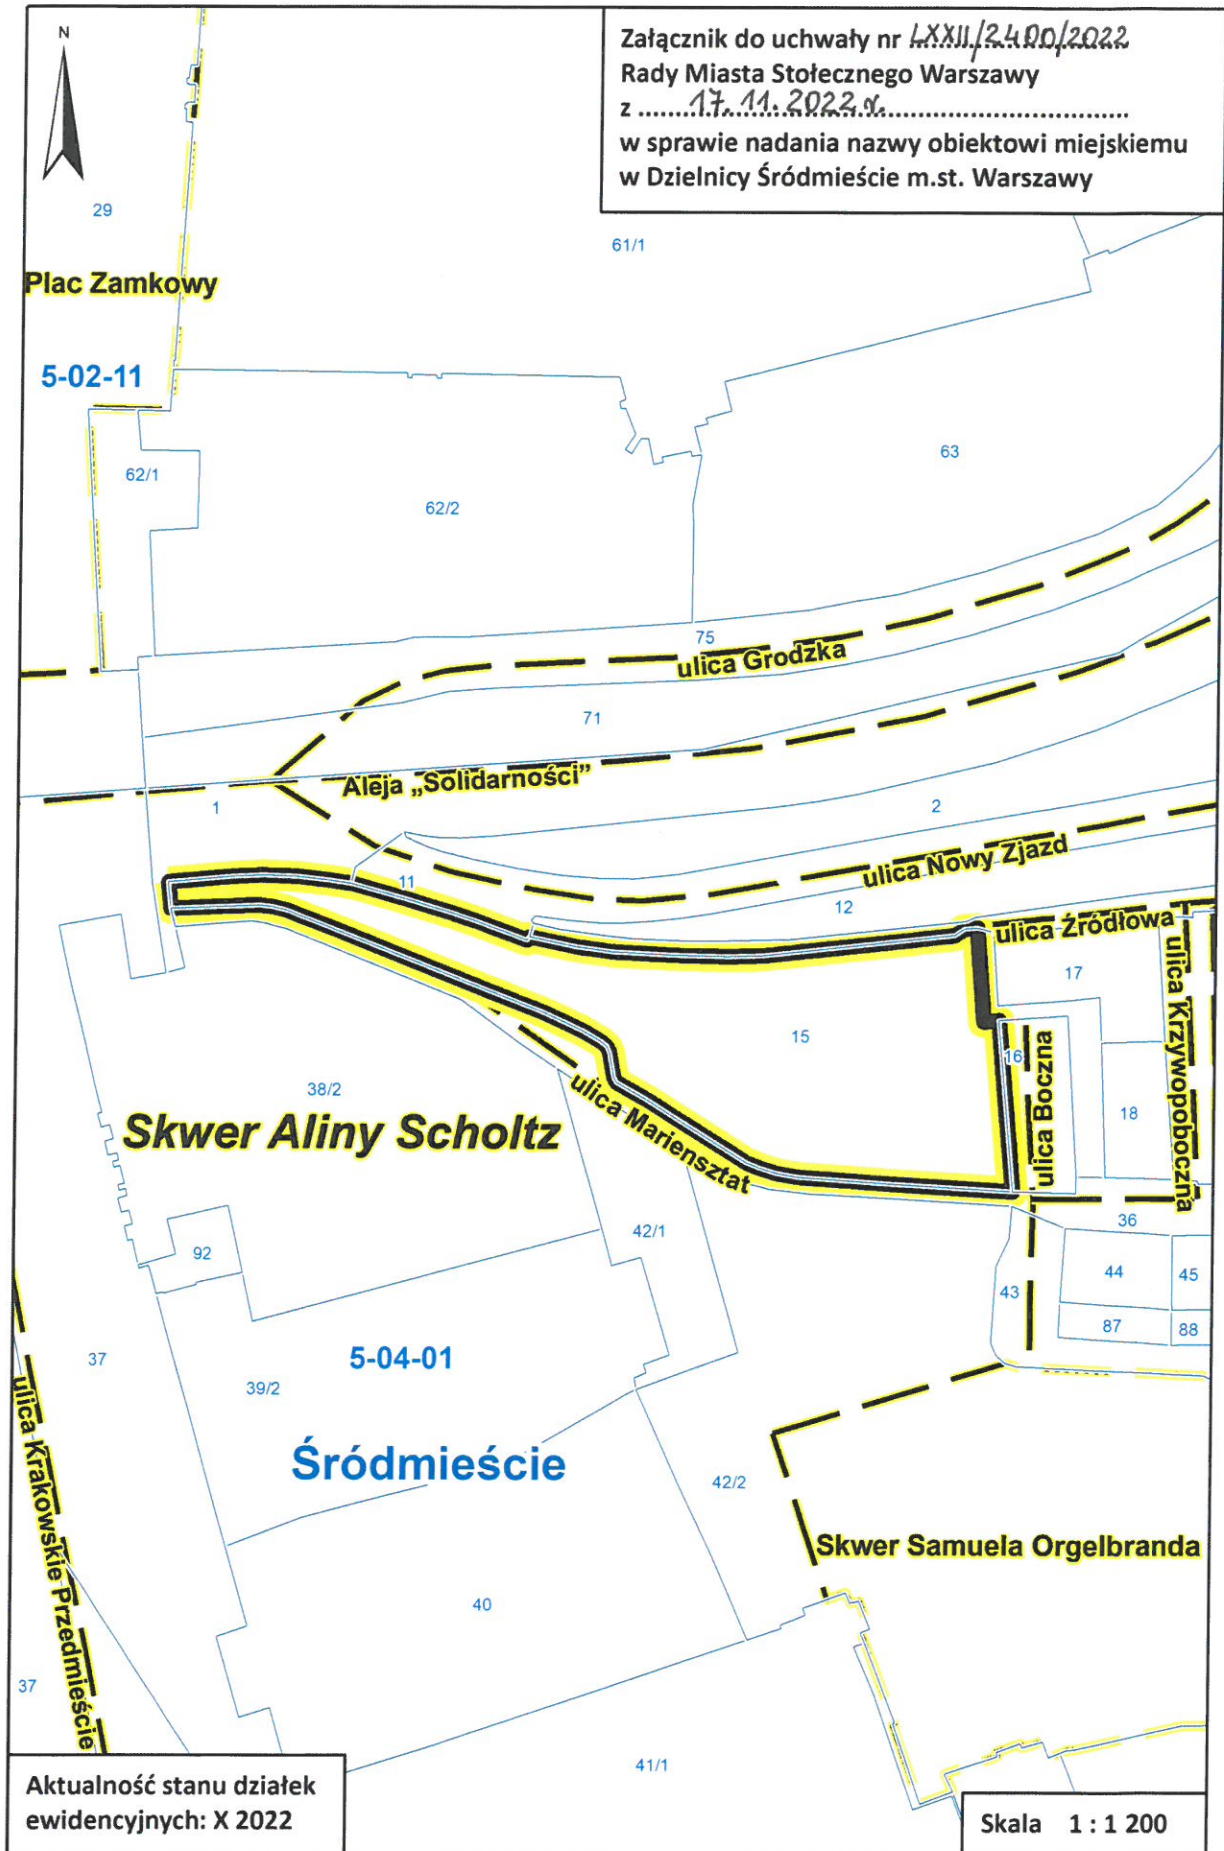 N
Załącznik do uchwały nr LXXII/2400/2022
Rady Miasta Stołecznego Warszawy
z ........17.11.2022 r..................................
w sprawie nadania nazwy obiektowi miejskiemu
w Dzielnicy Śródmieście m.st. Warszawy
29
61/1
Plac Zamkowy
5-02-11
62/1
62/2
63
75
ulica Grodzka
71
Aleja „Solidarności”
1
2
ulica Nowy Zjazd
11
12
ulica Źródłowa
17
ulica Krzywopoboczna
15
16
ulica Boczna
18
38/2
ulica Mariensztat
Skwer Aliny Scholtz
36
42/1
92
43
44
45
87
88
37
5-04-01
39/2
ulica Krakowskie Przedmieście
Śródmieście
42/2
Skwer Samuela Orgelbranda
40
37
41/1
Aktualność stanu działek
ewidencyjnych: X 2022
Skala 1 : 1 200